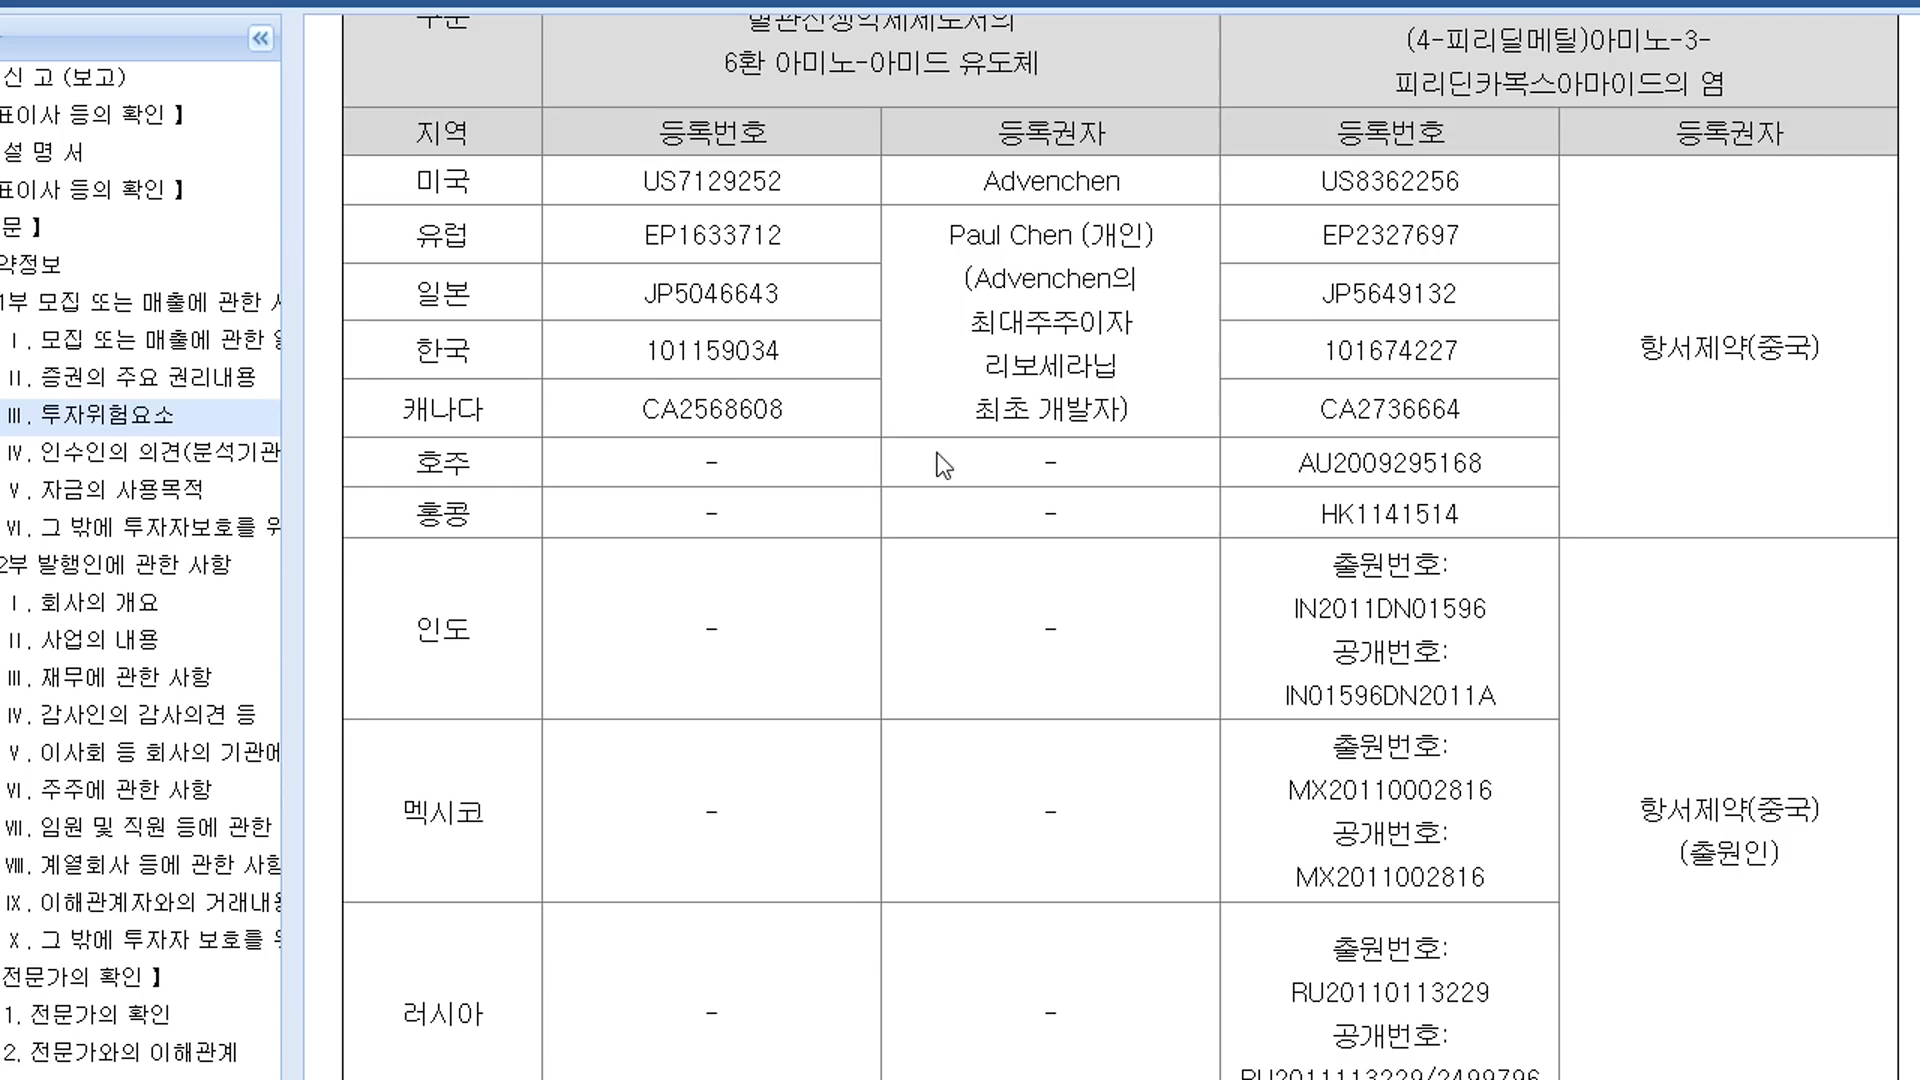 신 고 (보고)
표이사 등의 확인 】
설 명 서
표이사 등의 확인 】
문 】
약정보
1부 모집 또는 매출에 관한 사
Ⅰ. 모집 또는 매출에 관한 일
Ⅱ. 증권의 주요 권리내용
Ⅲ. 투자위험요소
Ⅳ. 인수인의 의견(분석기관
Ⅴ. 자금의 사용목적
Ⅵ. 그 밖에 투자자보호를 위
2부 발행인에 관한 사항
Ⅰ. 회사의 개요
Ⅱ. 사업의 내용
Ⅲ. 재무에 관한 사항
Ⅳ. 감사인의 감사의견 등
Ⅴ. 이사회 등 회사의 기관에
Ⅵ. 주주에 관한 사항
Ⅶ. 임원 및 직원 등에 관한
Ⅷ. 계열회사 등에 관한 사항
Ⅸ. 이해관계자와의 거래내용
Ⅹ. 그 밖에 투자자 보호를 위
전문가의 확인 】
1. 전문가의 확인
2. 전문가와의 이해관계
구분
혈관신생억제제로서의
6환 아미노-아미드 유도체
(4-피리딜메틸)아미노-3-
피리딘카복스아마이드의 염
지역 등록번호 등록권자 등록번호 등록권자
미국 US7129252 Advenchen US8362256
유럽 EP1633712 Paul Chen (개인) EP2327697
(Advenchen의
일본 JP5046643 JP5649132
최대주주이자
한국 101159034 101674227 항서제약(중국)
리보세라닙
캐나다 CA2568608 최초 개발자) CA2736664
호주 - - AU2009295168
홍콩 - - HK1141514
인도 - -
출원번호:
IN2011DN01596
공개번호:
IN01596DN2011A
멕시코 - -
출원번호:
MX20110002816
공개번호:
MX2011002816
항서제약(중국)
(출원인)
러시아 - -
출원번호:
RU20110113229
공개번호:
RU2011113229/2499796